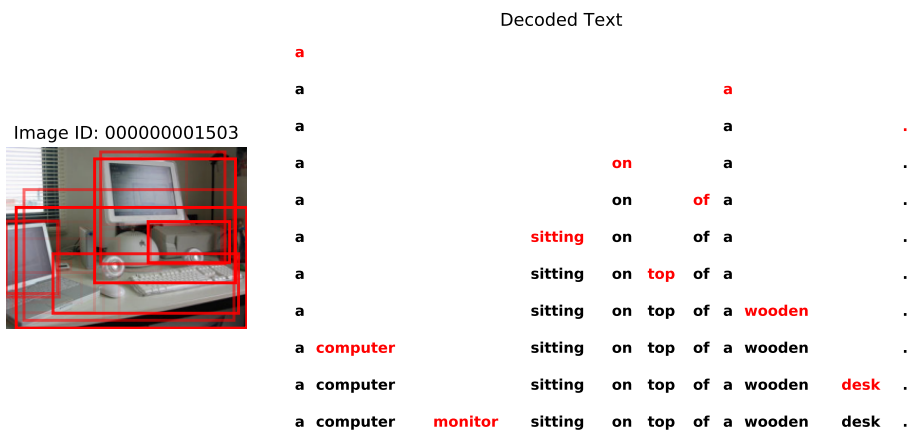 Decoded Text
Image ID: 000000001503
a
a a
a a .
a on a .
a on of a .
a sitting on of a .
a sitting on top of a .
a sitting on top of a wooden .
a computer sitting on top of a wooden .
a computer sitting on top of a wooden desk .
a computer monitor sitting on top of a wooden desk .